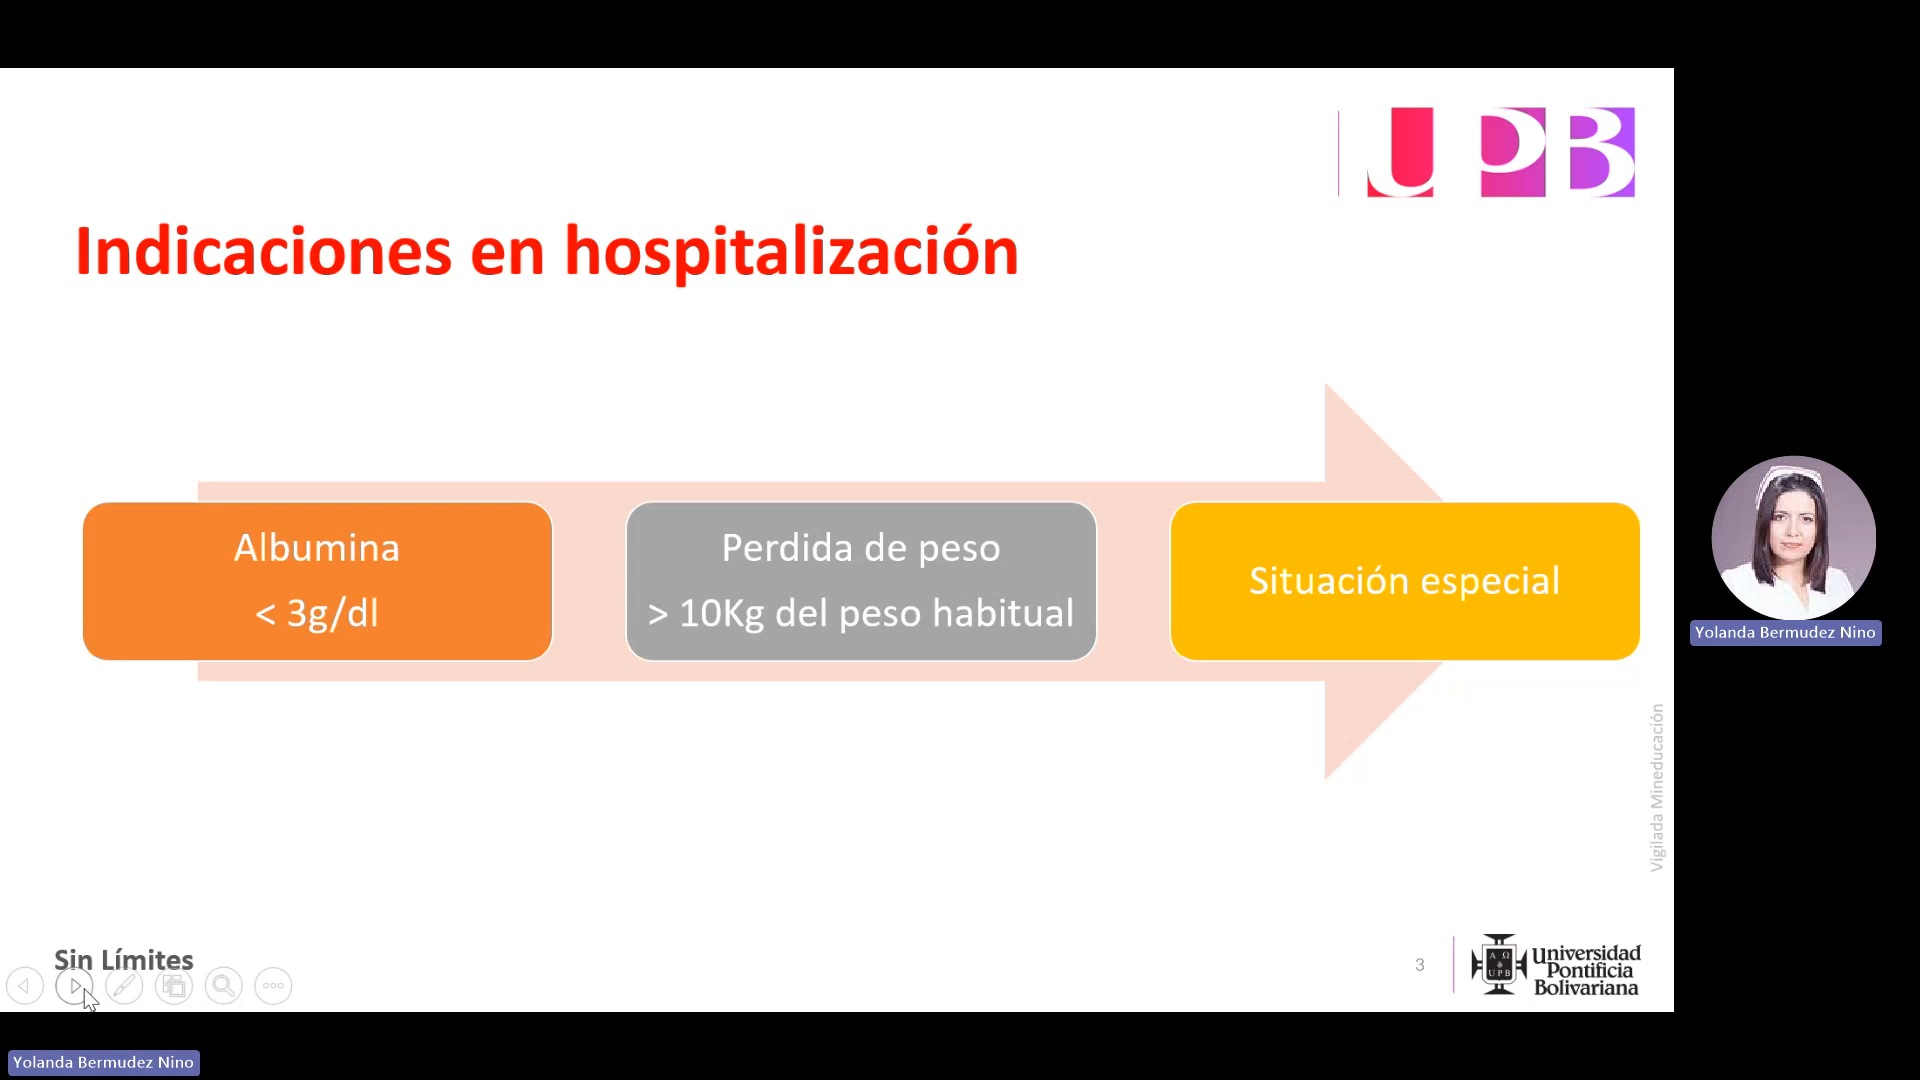 UPB
Indicaciones en hospitalización
Albumina
< 3g/dl
Perdida de peso
> 10Kg del peso habitual
Situación especial
Yolanda Bermudez Nino
Vigilada Mineducación
Sin Límites
3
A Ω
UPB
Universidad
Pontificia
Bolivariana
Yolanda Bermudez Nino